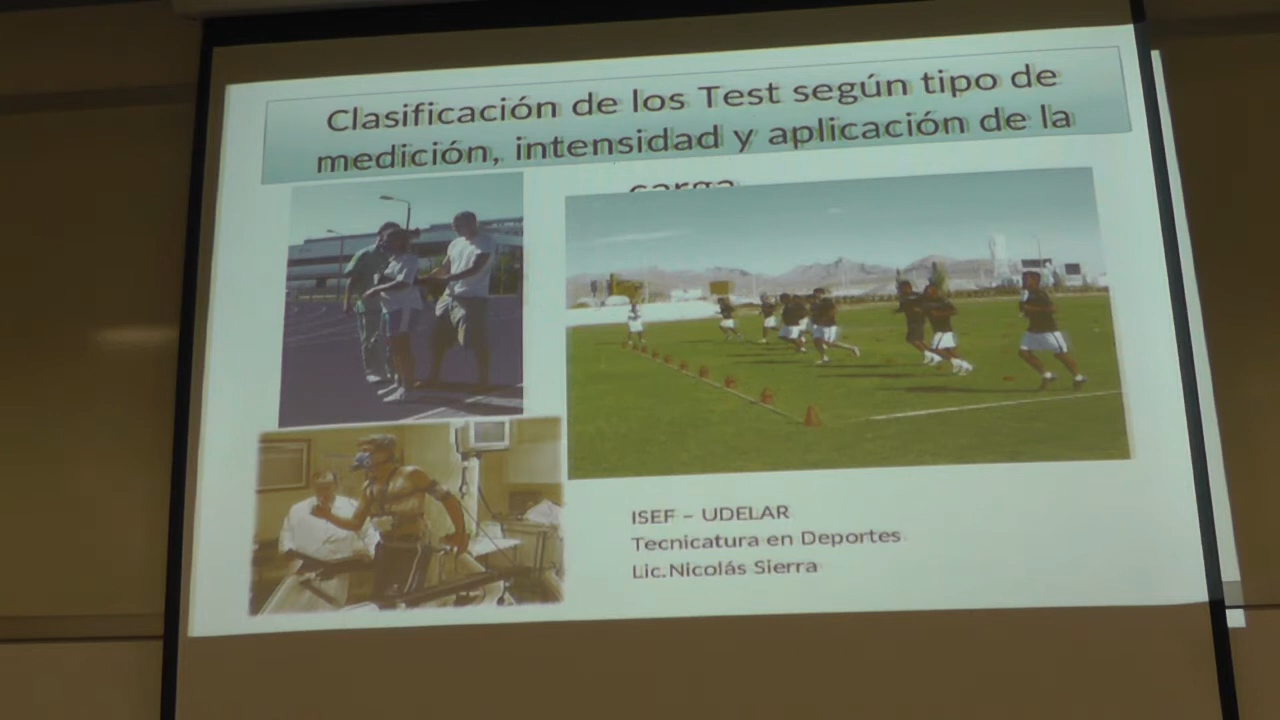 Clasificación de los Test según tipo de
medición, intensidad y aplicación de la
carga
ISEF – UDELAR
Tecnicatura en Deportes
Lic.Nicolás Sierra